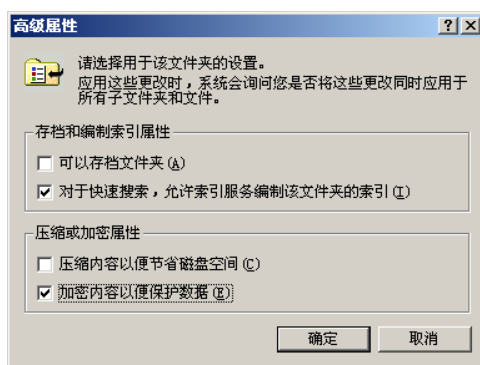 高级属性
请选择用于该文件夹的设置。
应用这些更改时，系统会询问您是否将这些更改同时应用于
所有子文件夹和文件。
存档和编制索引属性
可以存档文件夹(A)
对于快速搜索，允许索引服务编制该文件夹的索引(I)
压缩或加密属性
压缩内容以便节省磁盘空间(C)
加密内容以便保护数据(E)
确定
取消